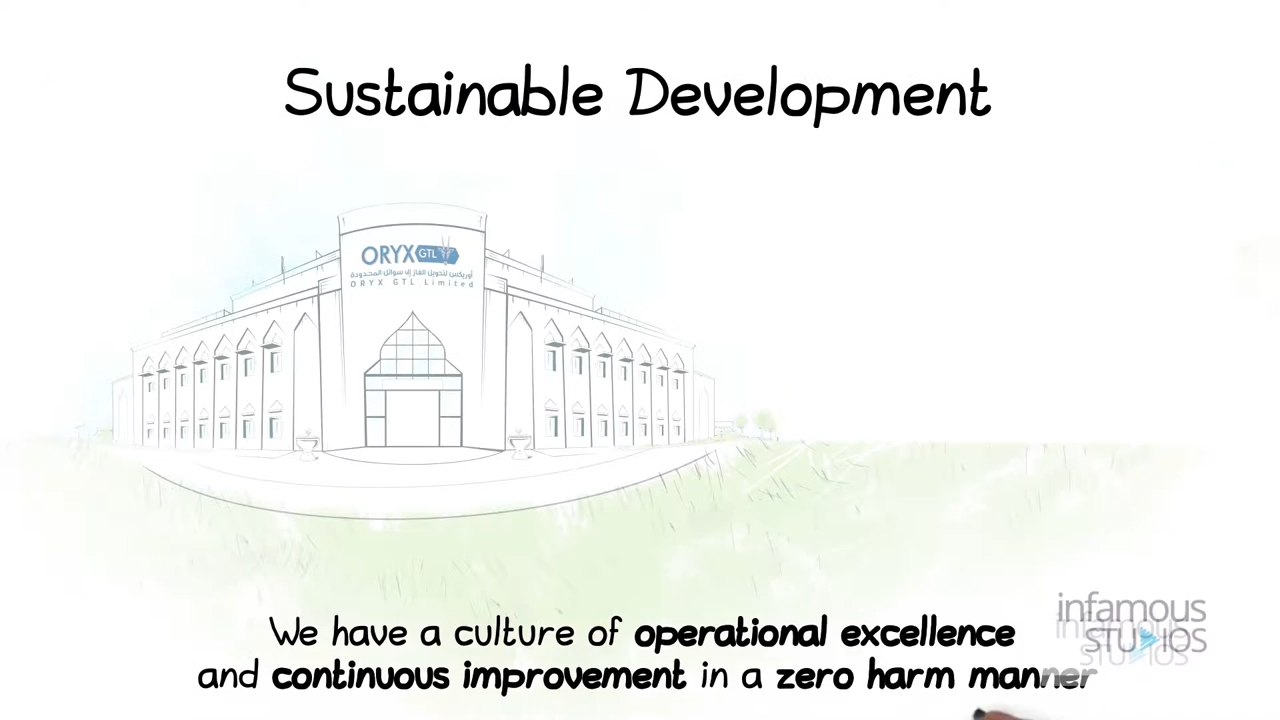 Sustainable Development
ORYX GTL
أوريكس لتحويل الغاز إلى سوائل المحدودة
ORYX GTL Limited
We have a culture of operational excellence
and continuous improvement in a zero harm manner
infamous
STUDIOS